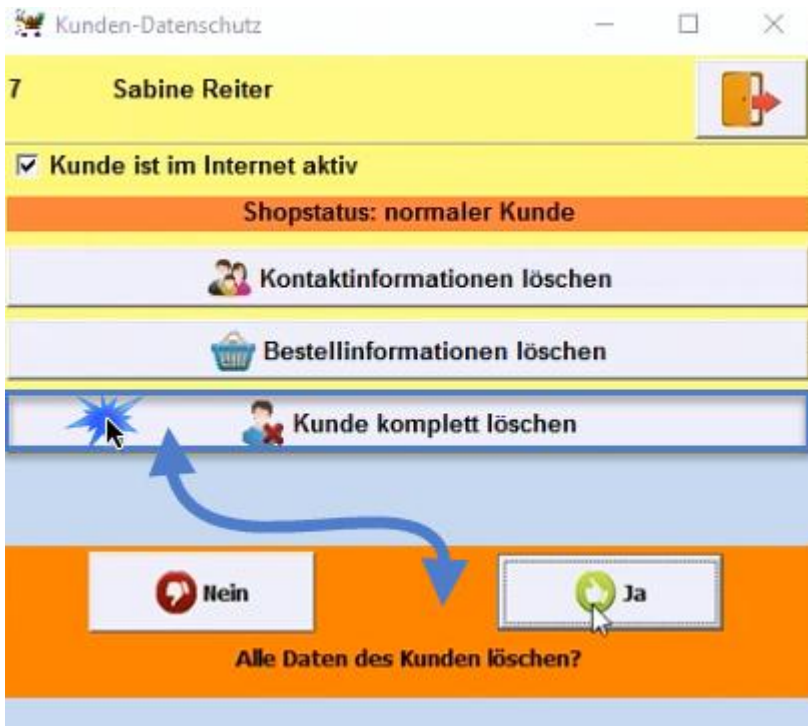 Kunden-Datenschutz
7 Sabine Reiter
Kunde ist im Internet aktiv
Shopstatus: normaler Kunde
Kontaktinformationen löschen
Bestellinformationen löschen
Kunde komplett löschen
Nein Ja
Alle Daten des Kunden löschen?